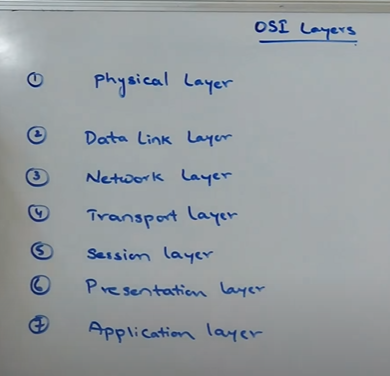 OSI Layers
① Physical Layer
② Data Link Layer
③ Network Layer
④ Transport Layer
⑤ Session layer
⑥ Presentation layer
⑦ Application layer